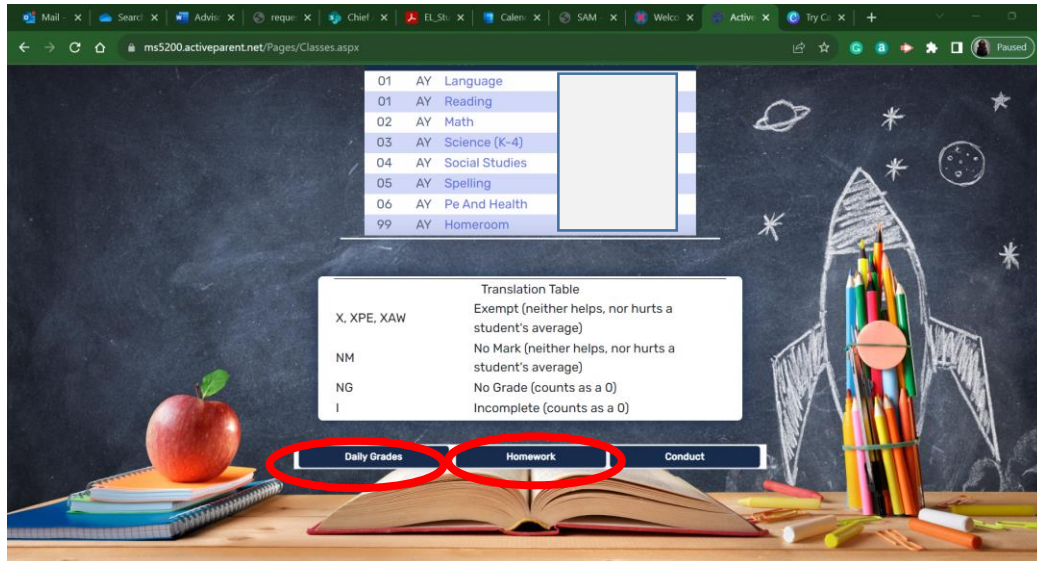 Mail - Searc Advis reque Chief EL_Stu Calen SAM - Welco Active Try Ca
ms5200.activeparent.net/Pages/Classes.aspx Paused
01 AY Language
01 AY Reading
02 AY Math
03 AY Science (K-4)
04 AY Social Studies
05 AY Spelling
06 AY Pe And Health
99 AY Homeroom
Translation Table
X, XPE, XAW Exempt (neither helps, nor hurts a
student's average)
NM No Mark (neither helps, nor hurts a
student's average)
NG No Grade (counts as a 0)
I Incomplete (counts as a 0)
Daily Grades Homework Conduct